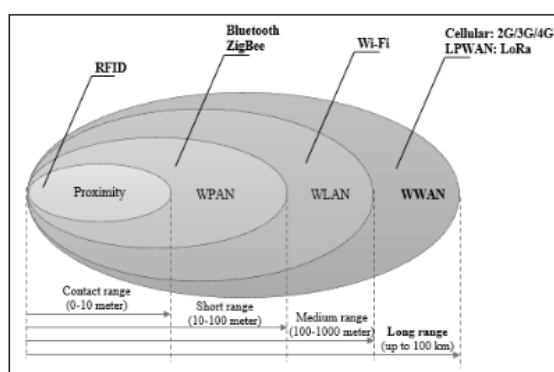 Cellular: 2G/3G/4G
LPWAN: LoRa
Bluetooth
ZigBee
Wi-Fi
RFID
Proximity
WPAN
WLAN
WWAN
Contact range
(0-10 meter)
Short range
(10-100 meter)
Medium range
(100-1000 meter)
Long range
(up to 100 km)